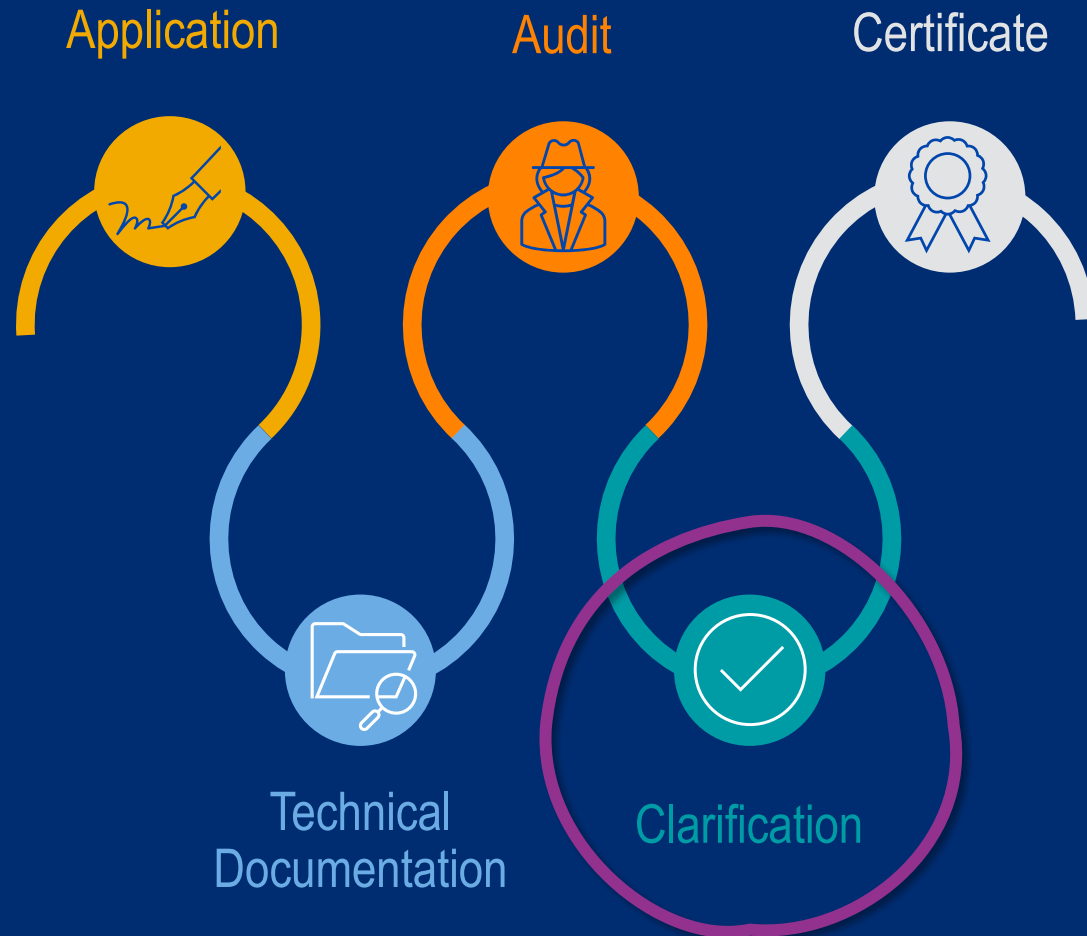 Application
Audit
Certificate
Technical
Documentation
Clarification